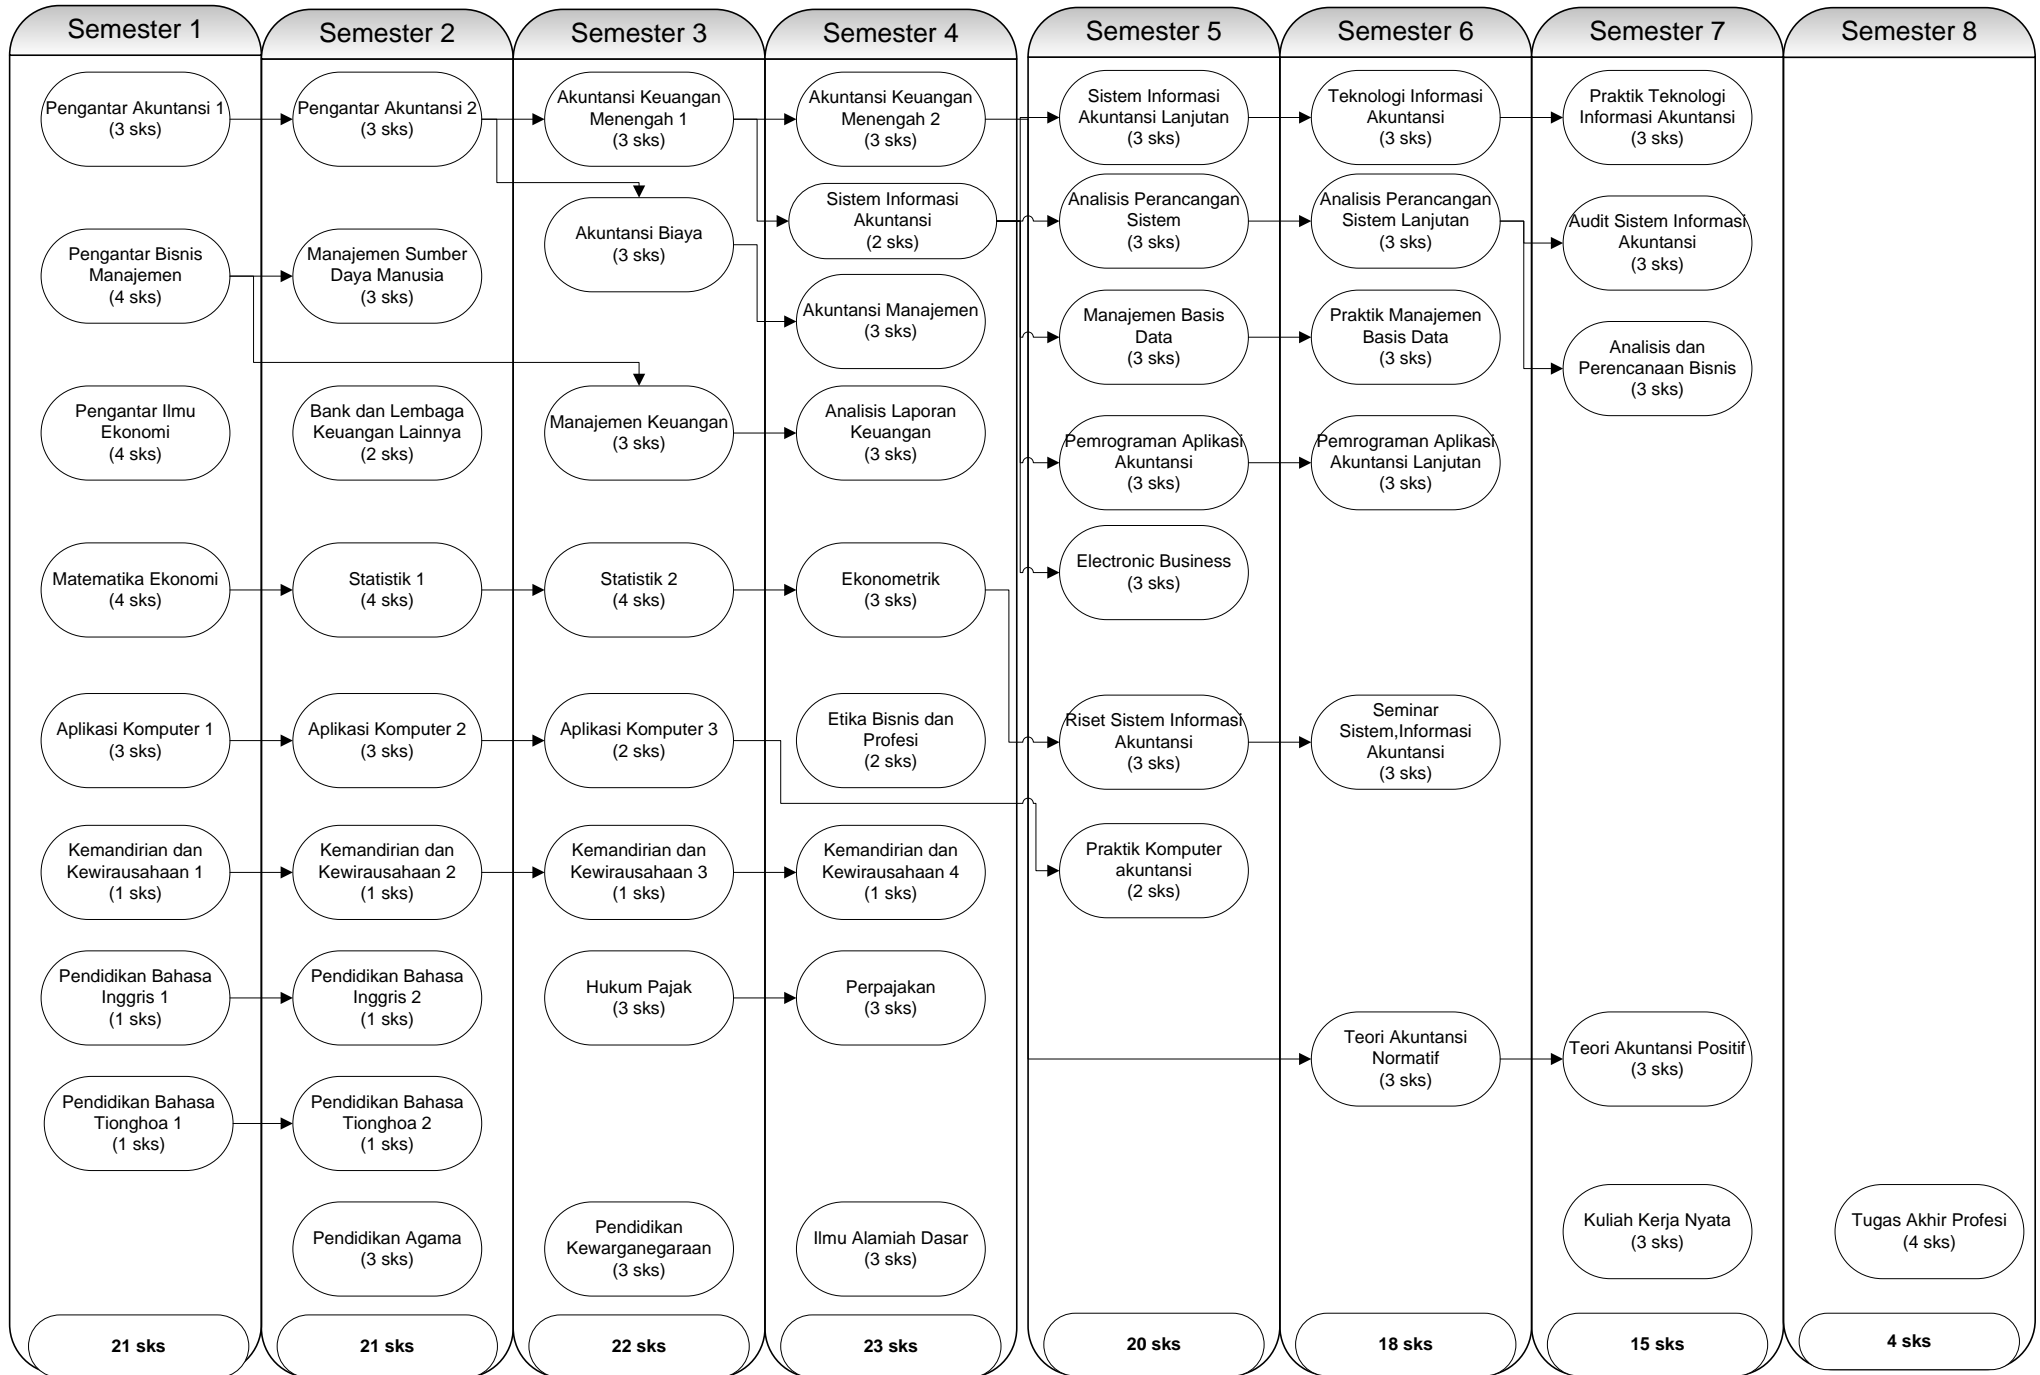 Semester 1
Pengantar Akuntansi 1
(3 sks)
Pengantar Bisnis
Manajemen
(4 sks)
Pengantar Ilmu
Ekonomi
(4 sks)
Matematika Ekonomi
(4 sks)
Aplikasi Komputer 1
(3 sks)
Kemandirian dan
Kewirausahaan 1
(1 sks)
Pendidikan Bahasa
Inggris 1
(1 sks)
Pendidikan Bahasa
Tionghoa 1
(1 sks)
21 sks
Semester 2
Pengantar Akuntansi 2
(3 sks)
Manajemen Sumber
Daya Manusia
(3 sks)
Bank dan Lembaga
Keuangan Lainnya
(2 sks)
Statistik 1
(4 sks)
Aplikasi Komputer 2
(3 sks)
Kemandirian dan
Kewirausahaan 2
(1 sks)
Pendidikan Bahasa
Inggris 2
(1 sks)
Pendidikan Bahasa
Tionghoa 2
(1 sks)
Pendidikan Agama
(3 sks)
21 sks
Semester 3
Akuntansi Keuangan
Menengah 1
(3 sks)
Akuntansi Biaya
(3 sks)
Manajemen Keuangan
(3 sks)
Statistik 2
(4 sks)
Aplikasi Komputer 3
(2 sks)
Kemandirian dan
Kewirausahaan 3
(1 sks)
Hukum Pajak
(3 sks)
Pendidikan
Kewarganegaraan
(3 sks)
22 sks
Semester 4
Akuntansi Keuangan
Menengah 2
(3 sks)
Sistem Informasi
Akuntansi
(2 sks)
Akuntansi Manajemen
(3 sks)
Analisis Laporan
Keuangan
(3 sks)
Ekonometrik
(3 sks)
Etika Bisnis dan
Profesi
(2 sks)
Kemandirian dan
Kewirausahaan 4
(1 sks)
Perpajakan
(3 sks)
Ilmu Alamiah Dasar
(3 sks)
23 sks
Semester 5
Sistem Informasi
Akuntansi Lanjutan
(3 sks)
Analisis Perancangan
Sistem
(3 sks)
Manajemen Basis
Data
(3 sks)
Pemrograman Aplikasi
Akuntansi
(3 sks)
Electronic Business
(3 sks)
Riset Sistem Informasi
Akuntansi
(3 sks)
Praktik Komputer
akuntansi
(2 sks)
20 sks
Semester 6
Teknologi Informasi
Akuntansi
(3 sks)
Analisis Perancangan
Sistem Lanjutan
(3 sks)
Praktik Manajemen
Basis Data
(3 sks)
Pemrograman Aplikasi
Akuntansi Lanjutan
(3 sks)
Seminar
Sistem,Informasi
Akuntansi
(3 sks)
Teori Akuntansi
Normatif
(3 sks)
18 sks
Semester 7
Praktik Teknologi
Informasi Akuntansi
(3 sks)
Audit Sistem Informasi
Akuntansi
(3 sks)
Analisis dan
Perencanaan Bisnis
(3 sks)
Teori Akuntansi Positif
(3 sks)
Kuliah Kerja Nyata
(3 sks)
15 sks
Semester 8
Tugas Akhir Profesi
(4 sks)
4 sks